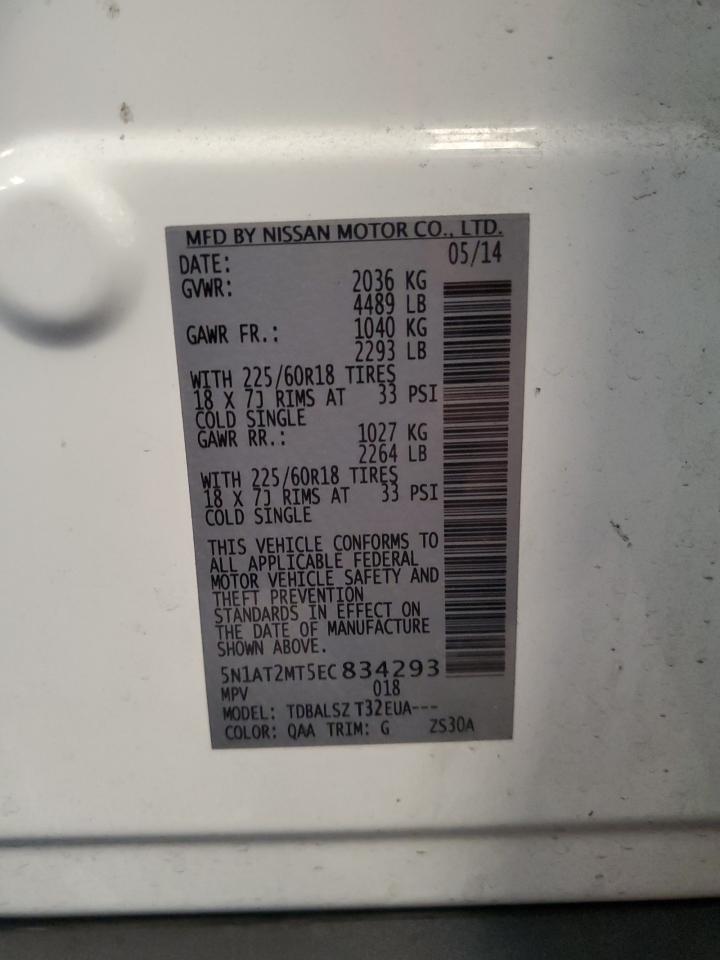 MFD BY NISSAN MOTOR CO., LTD.
DATE: 05/14
GVWR: 2036 KG
4489 LB
GAWR FR.: 1040 KG
2293 LB
WITH 225/60R18 TIRES
18 X 7J RIMS AT 33 PSI
COLD SINGLE
GAWR RR.: 1027 KG
2264 LB
WITH 225/60R18 TIRES
18 X 7J RIMS AT 33 PSI
COLD SINGLE
THIS VEHICLE CONFORMS TO
ALL APPLICABLE FEDERAL
MOTOR VEHICLE SAFETY AND
THEFT PREVENTION
STANDARDS IN EFFECT ON
THE DATE OF MANUFACTURE
SHOWN ABOVE.
5N1AT2MT5EC834293
MPV 018
MODEL: TDBALSZ T32EUA---
COLOR: QAA TRIM: G ZS30A